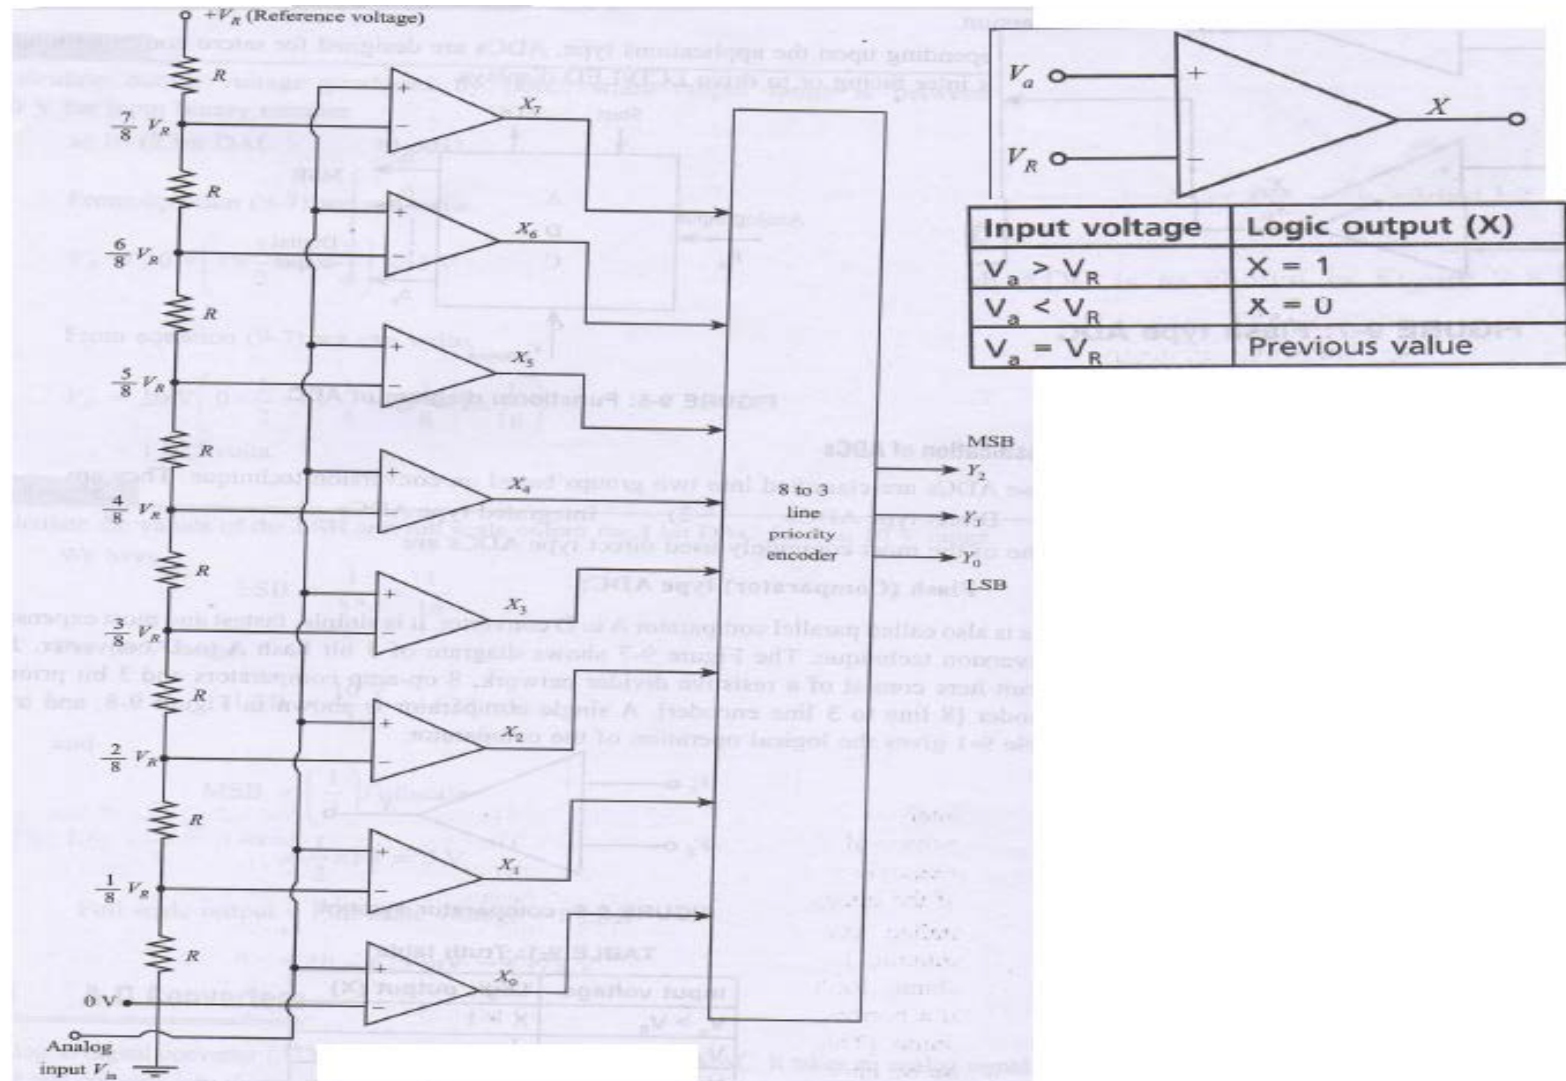 +V_R (Reference voltage)
R
7/8 V_R
R
6/8 V_R
R
5/8 V_R
R
4/8 V_R
R
3/8 V_R
R
2/8 V_R
R
1/8 V_R
R
0 V
Analog
input V_in
+
−
X_7
+
−
X_6
+
−
X_5
+
−
X_4
+
−
X_3
+
−
X_2
+
−
X_1
+
−
X_0
8 to 3
line
priority
encoder
MSB
Y_2
Y_1
Y_0
LSB
V_a
+
X
V_R
−
Input voltage Logic output (X)
V_a > V_R X = 1
V_a < V_R X = 0
V_a = V_R Previous value